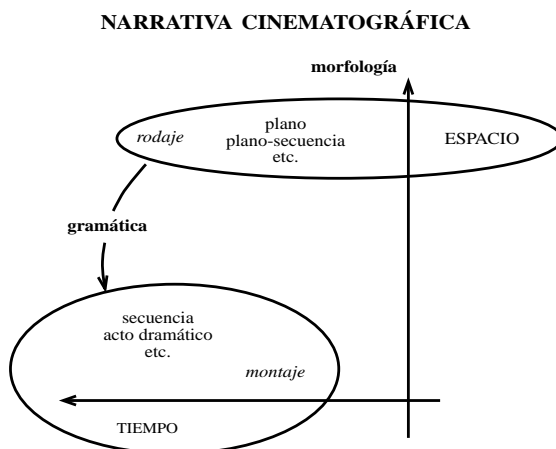 NARRATIVA CINEMATOGRÁFICA
morfología
rodaje
plano
plano-secuencia
etc.
ESPACIO
gramática
secuencia
acto dramático
etc.
montaje
TIEMPO